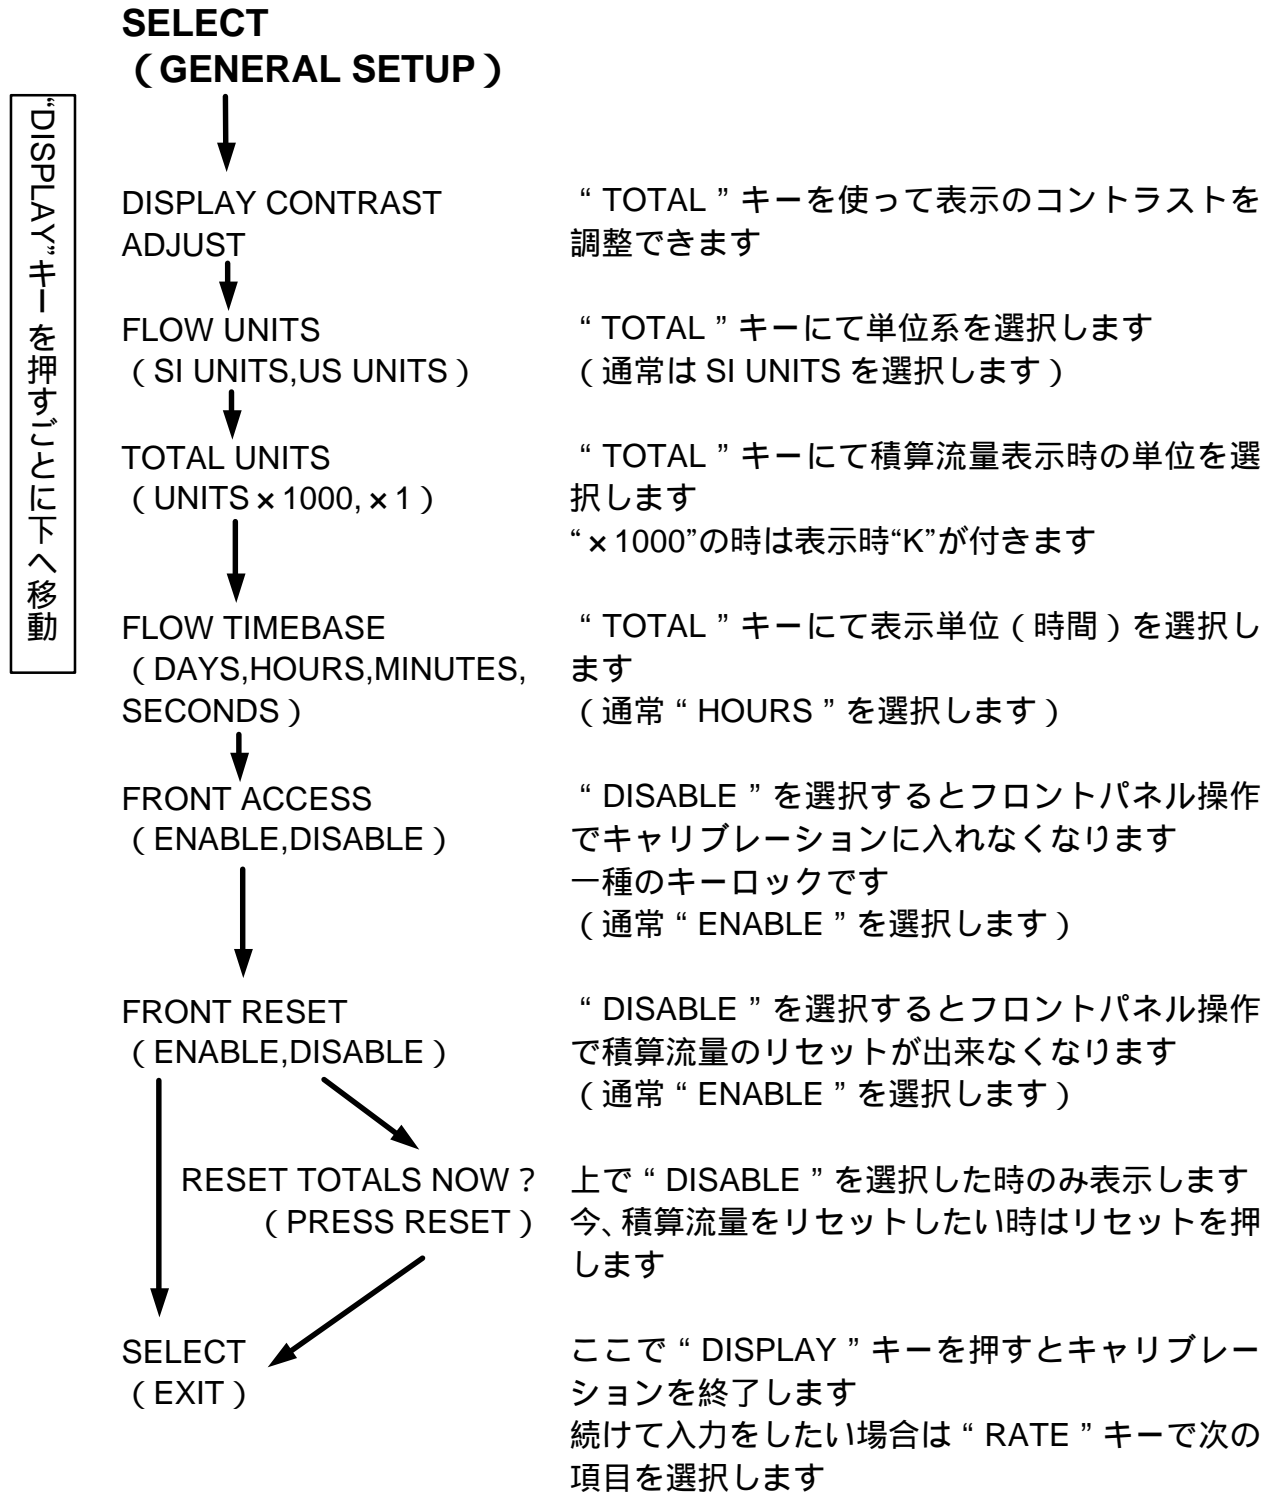 SELECT
（GENERAL SETUP）
“DISPLAY”キーを押すごとに下へ移動
DISPLAY CONTRAST
ADJUST
“TOTAL”キーを使って表示のコントラストを
調整できます
FLOW UNITS
（SI UNITS,US UNITS）
“TOTAL”キーにて単位系を選択します
（通常は SI UNITS を選択します）
TOTAL UNITS
（UNITS×1000,×1）
“TOTAL”キーにて積算流量表示時の単位を選
択します
“×1000”の時は表示時“K”が付きます
FLOW TIMEBASE
（DAYS,HOURS,MINUTES,
SECONDS）
“TOTAL”キーにて表示単位（時間）を選択し
ます
（通常“HOURS”を選択します）
FRONT ACCESS
（ENABLE,DISABLE）
“DISABLE”を選択するとフロントパネル操作
でキャリブレーションに入れなくなります
一種のキーロックです
（通常“ENABLE”を選択します）
FRONT RESET
（ENABLE,DISABLE）
“DISABLE”を選択するとフロントパネル操作
で積算流量のリセットが出来なくなります
（通常“ENABLE”を選択します）
RESET TOTALS NOW？
（PRESS RESET）
上で“DISABLE”を選択した時のみ表示します
今、積算流量をリセットしたい時はリセットを押
します
SELECT
（EXIT）
ここで“DISPLAY”キーを押すとキャリブレー
ションを終了します
続けて入力をしたい場合は“RATE”キーで次の
項目を選択します